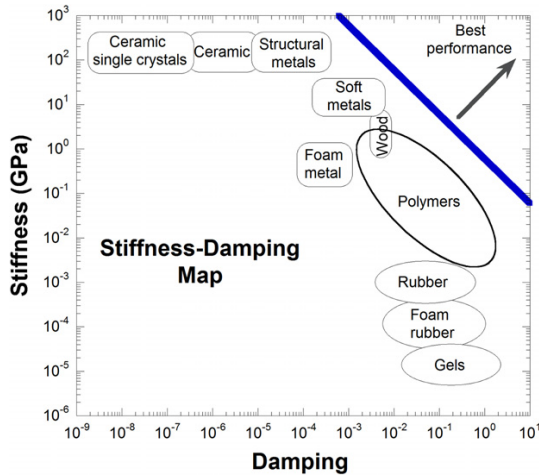 Stiffness (GPa)
10³
10²
10¹
10⁰
10⁻¹
10⁻²
10⁻³
10⁻⁴
10⁻⁵
10⁻⁶
Ceramic
single crystals
Ceramic
Structural
metals
Best
performance
Soft
metals
Wood
Foam
metal
Polymers
Stiffness-Damping
Map
Rubber
Foam
rubber
Gels
10⁻⁹ 10⁻⁸ 10⁻⁷ 10⁻⁶ 10⁻⁵ 10⁻⁴ 10⁻³ 10⁻² 10⁻¹ 10⁰ 10¹
Damping